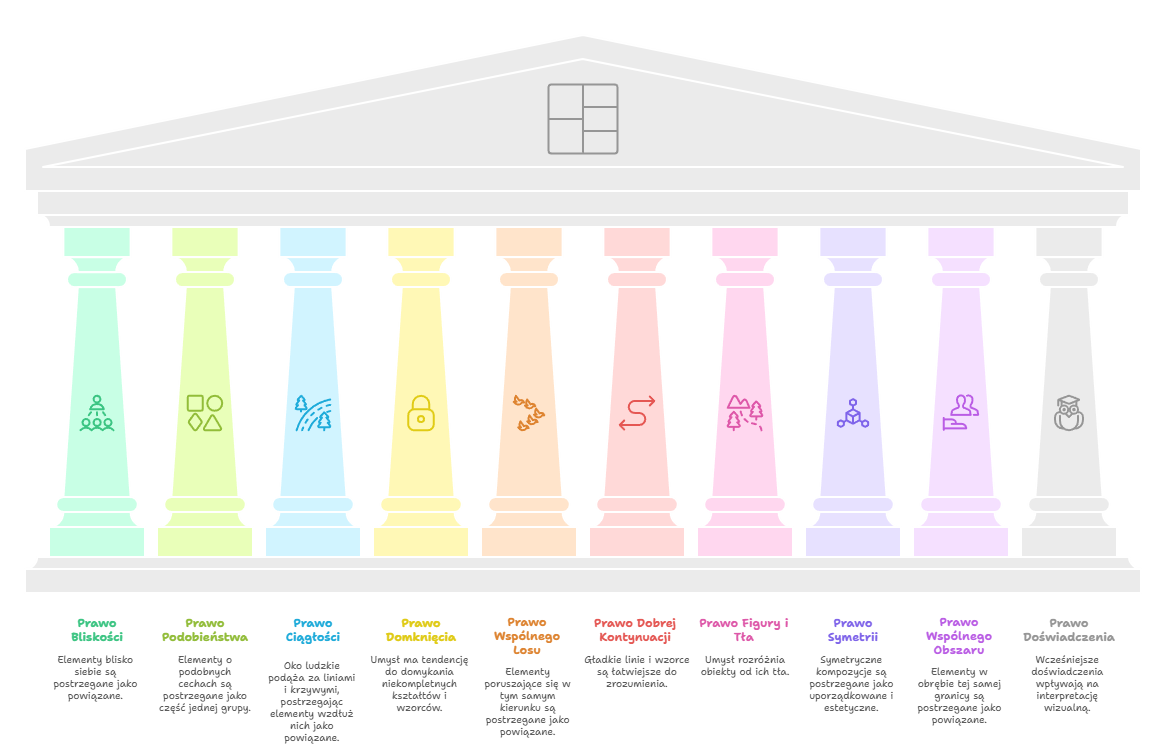 Prawo
Bliskości
Elementy blisko
siebie są
postrzegane jako
powiązane.
Prawo
Podobieństwa
Elementy o
podobnych
cechach są
postrzegane jako
część jednej grupy.
Prawo
Ciągłości
Oko ludzkie
podąża za liniami
i krzywymi,
postrzegając
elementy wzdłuż
nich jako
powiązane.
Prawo
Domknięcia
Umysł ma tendencję
do domykania
niekompletnych
kształtów i
wzorców.
Prawo
Wspólnego
Losu
Elementy
poruszające się w
tym samym
kierunku są
postrzegane jako
powiązane.
Prawo Dobrej
Kontynuacji
Gładkie linie i wzorce
są łatwiejsze do
zrozumienia.
Prawo Figury i
Tła
Umysł rozróżnia
obiekty od ich tła.
Prawo
Symetrii
Symetryczne
kompozycje są
postrzegane jako
uporządkowane i
estetyczne.
Prawo
Wspólnego
Obszaru
Elementy w
obrębie tej samej
granicy są
postrzegane jako
powiązane.
Prawo
Doświadczenia
Wcześniejsze
doświadczenia
wpływają na
interpretację
wizualną.